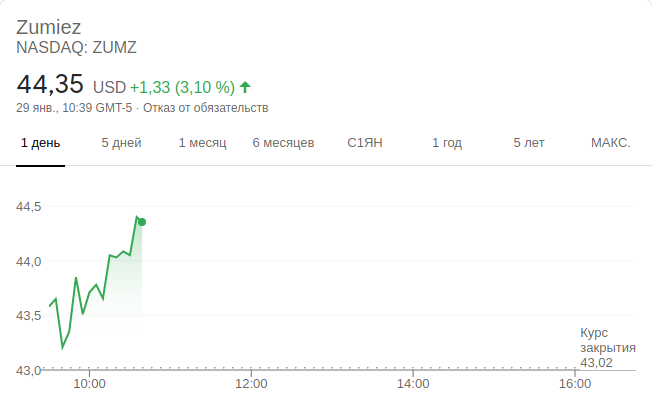 Zumiez
NASDAQ: ZUMZ
44,35 USD +1,33 (3,10 %)
29 янв., 10:39 GMT-5 · Отказ от обязательств
1 день 5 дней 1 месяц 6 месяцев С1ЯН 1 год 5 лет МАКС.
44,5
44,0
43,5
Курс
закрытия
43,02
43,0
10:00 12:00 14:00 16:00